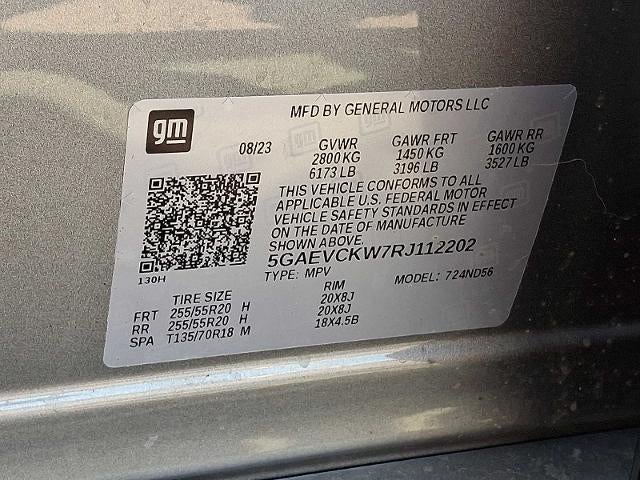 gm
MFD BY GENERAL MOTORS LLC
08/23 GVWR GAWR FRT GAWR RR
2800 KG 1450 KG 1600 KG
6173 LB 3196 LB 3527 LB
THIS VEHICLE CONFORMS TO ALL
APPLICABLE U.S. FEDERAL MOTOR
VEHICLE SAFETY STANDARDS IN EFFECT
ON THE DATE OF MANUFACTURE
SHOWN ABOVE.
5GAEVCKW7RJ112202
130H
TYPE: MPV MODEL: 724ND56
TIRE SIZE RIM
FRT 255/55R20 H 20X8J
RR 255/55R20 H 20X8J
SPA T135/70R18 M 18X4.5B